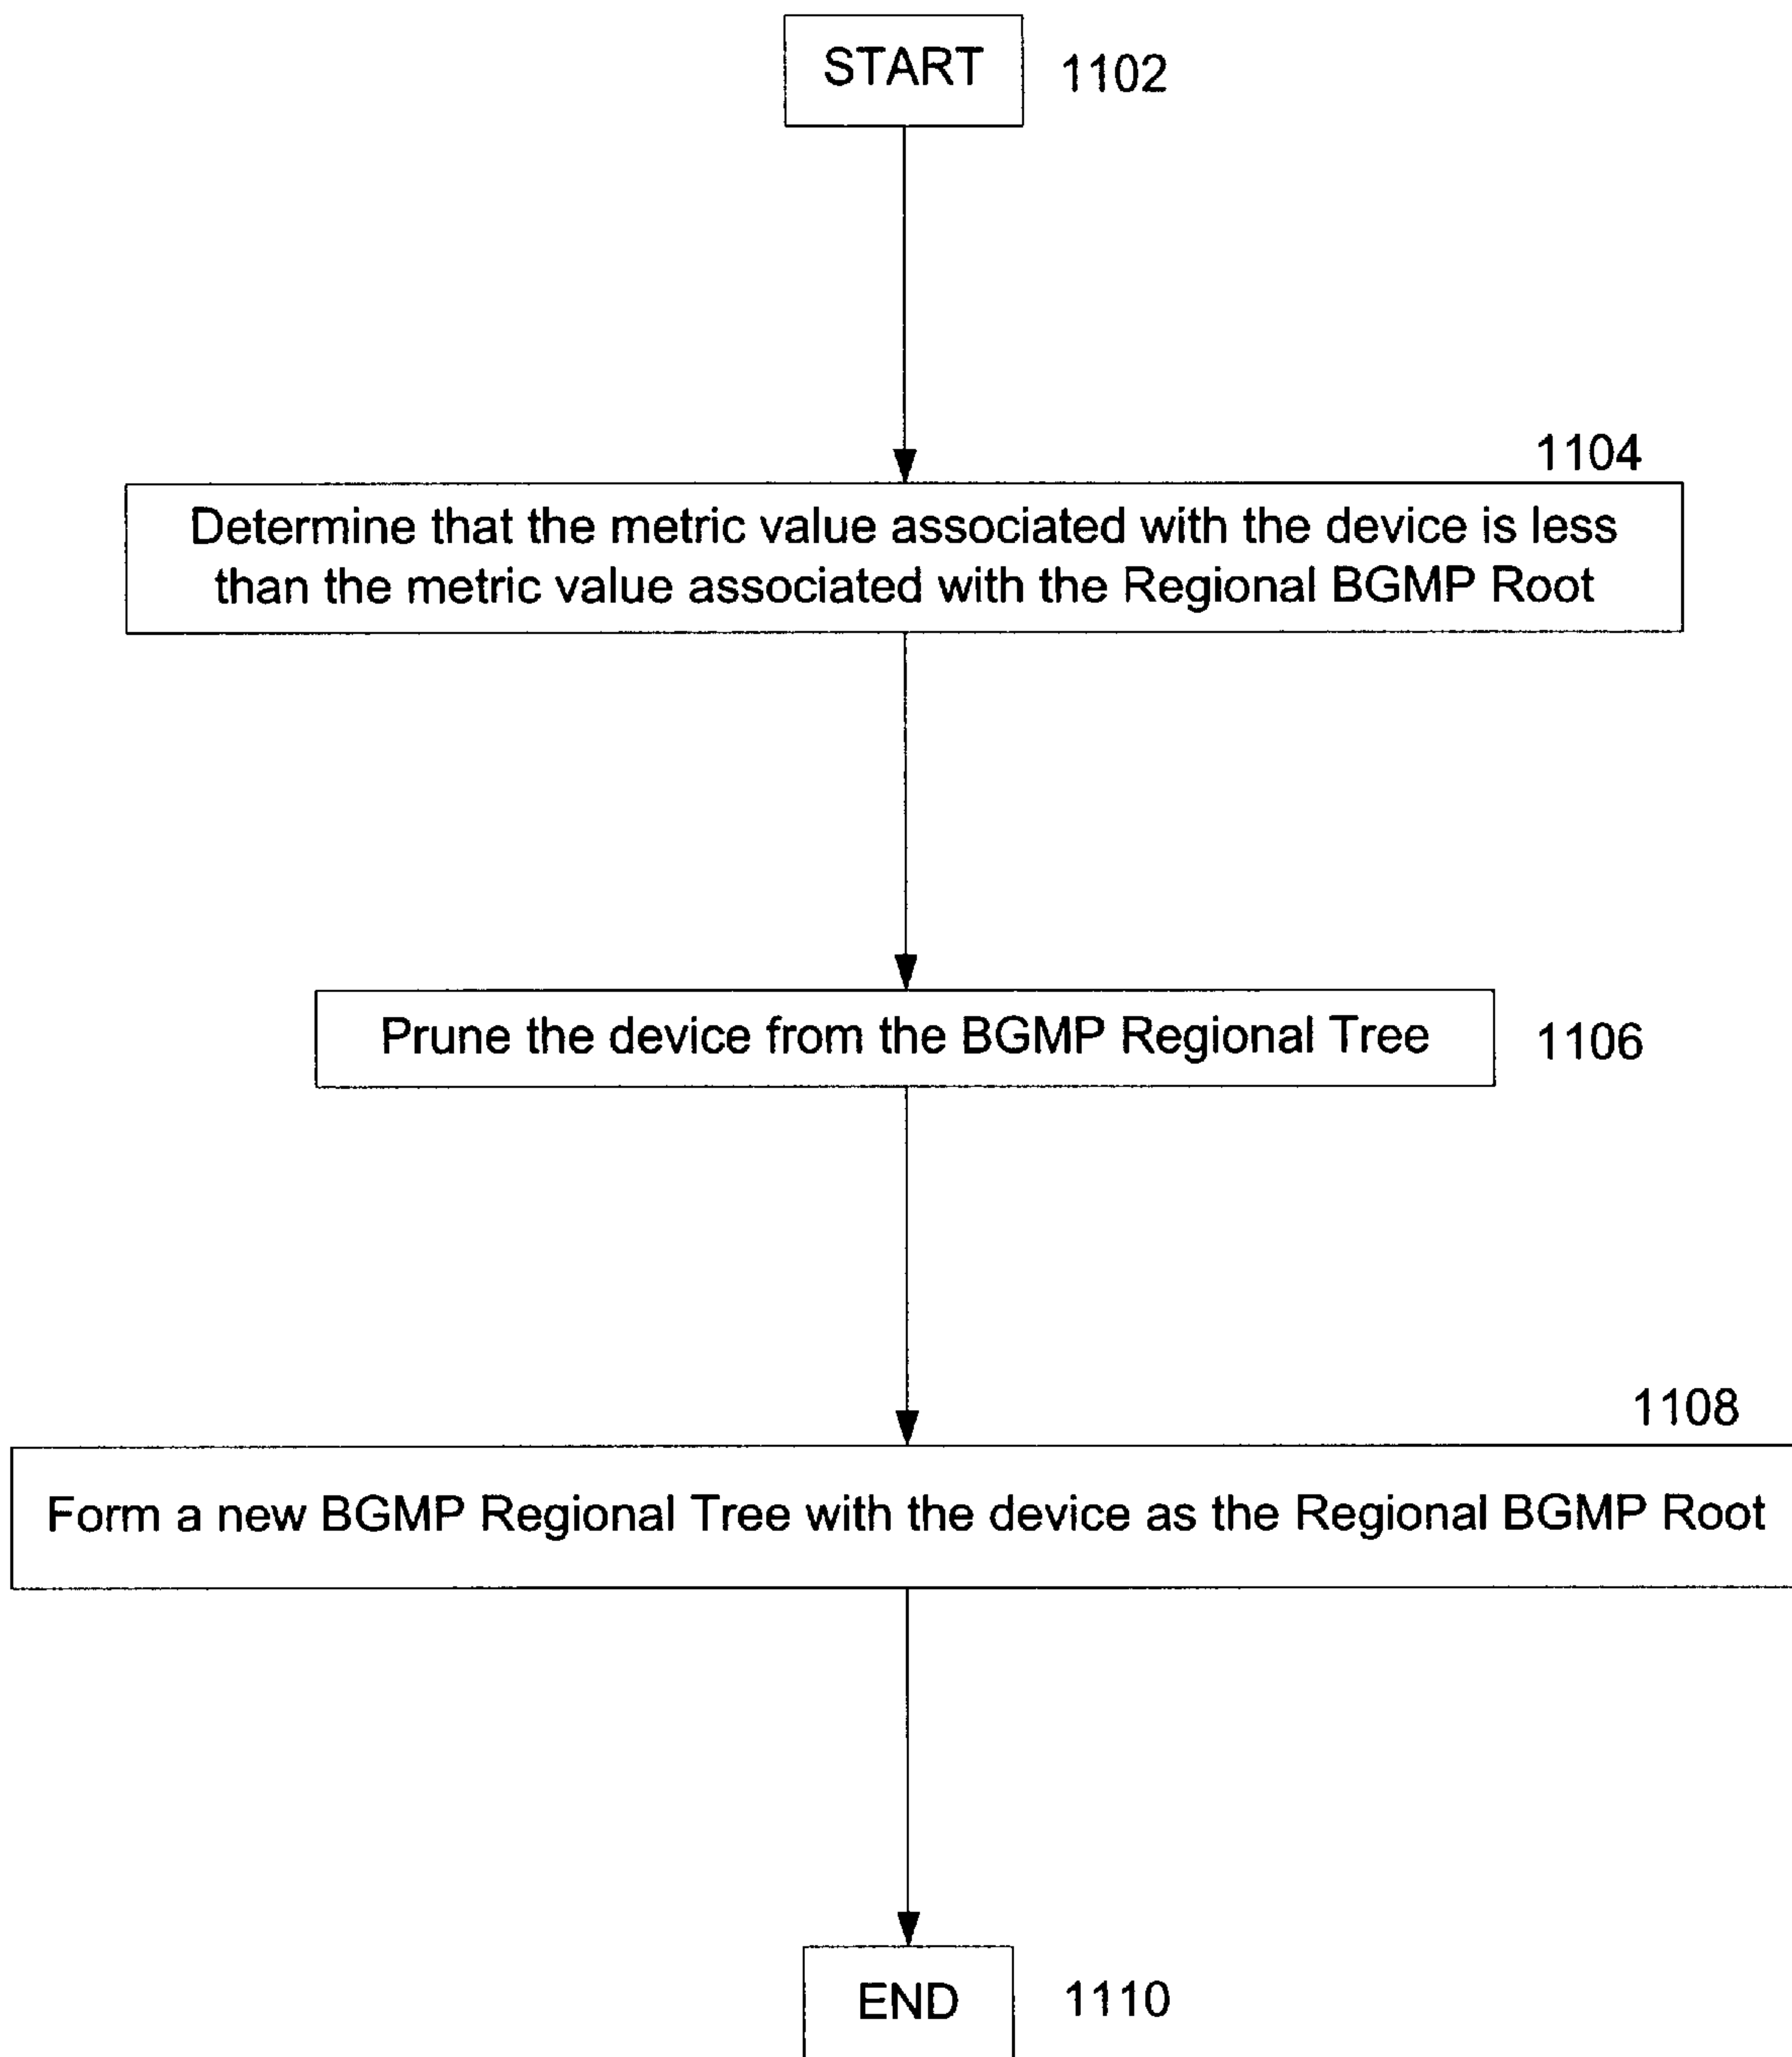 START
1102
1104
Determine that the metric value associated with the device is less
than the metric value associated with the Regional BGMP Root
Prune the device from the BGMP Regional Tree
1106
1108
Form a new BGMP Regional Tree with the device as the Regional BGMP Root
END
1110